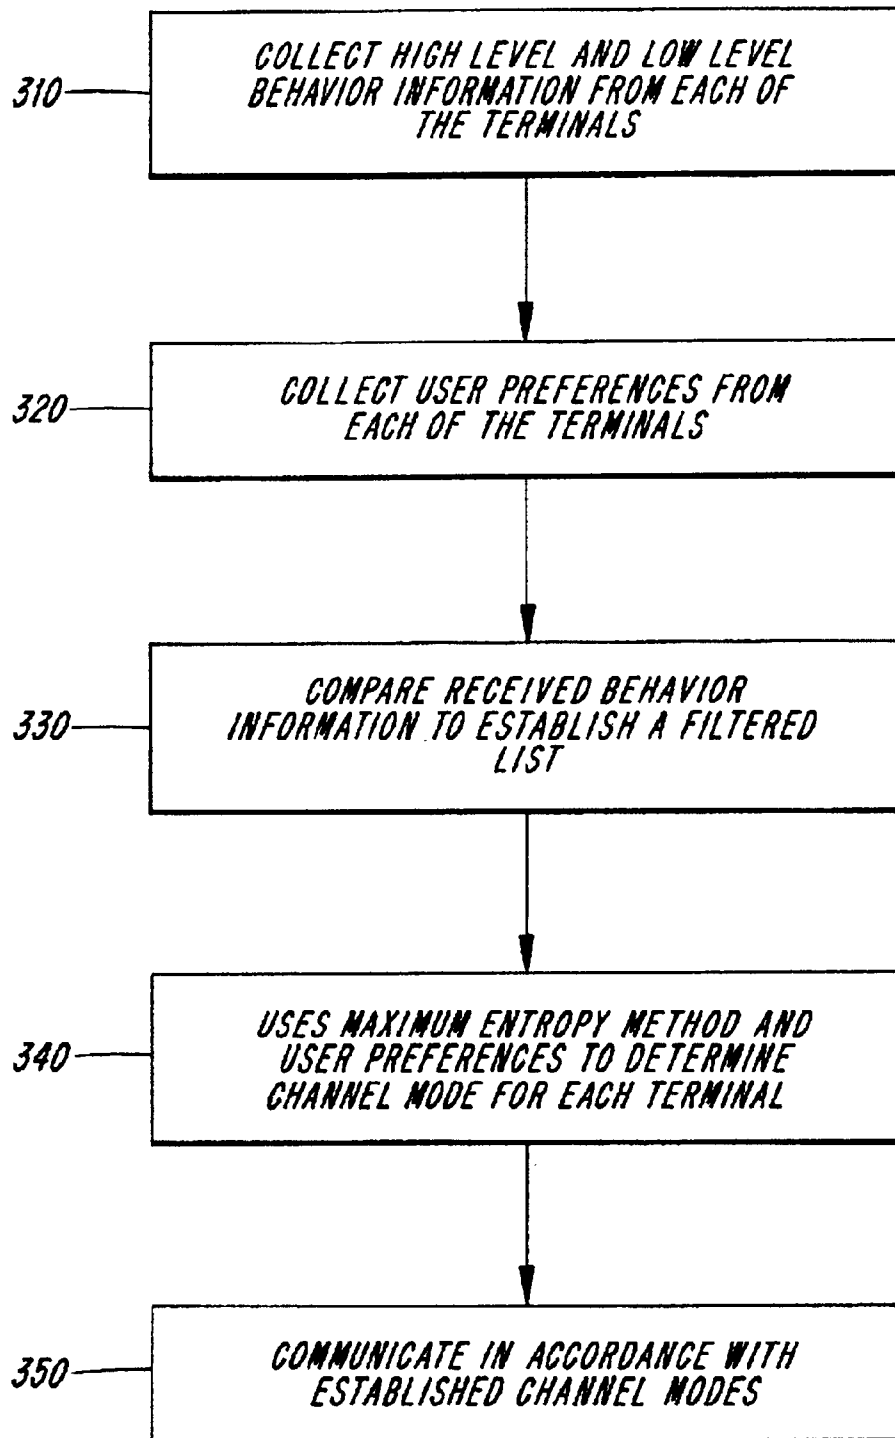 310
COLLECT HIGH LEVEL AND LOW LEVEL
BEHAVIOR INFORMATION FROM EACH OF
THE TERMINALS
320
COLLECT USER PREFERENCES FROM
EACH OF THE TERMINALS
330
COMPARE RECEIVED BEHAVIOR
INFORMATION TO ESTABLISH A FILTERED
LIST
340
USES MAXIMUM ENTROPY METHOD AND
USER PREFERENCES TO DETERMINE
CHANNEL MODE FOR EACH TERMINAL
350
COMMUNICATE IN ACCORDANCE WITH
ESTABLISHED CHANNEL MODES